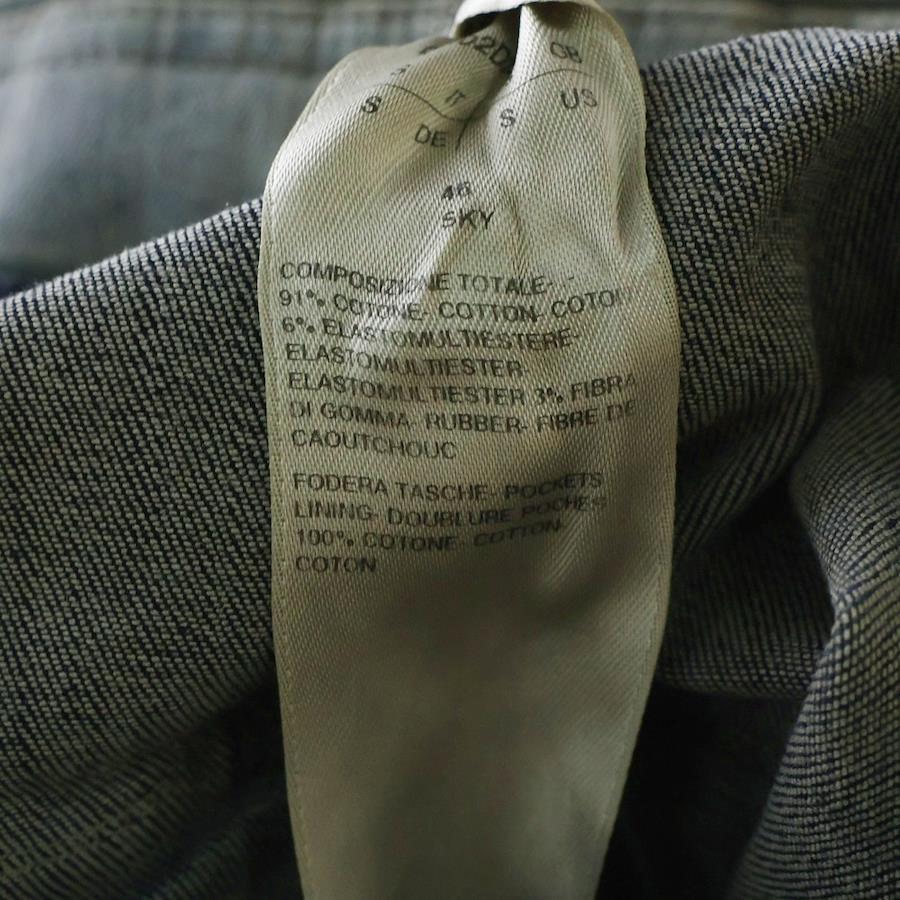 GB
IT
US
S
DE
S
46
SKY
COMPOSIZIONE TOTALE-
91% COTONE- COTTON- COTON
6% ELASTOMULTIESTERE-
ELASTOMULTIESTER-
ELASTOMULTIESTER 3% FIBRA
DI GOMMA- RUBBER- FIBRE DE
CAOUTCHOUC
FODERA TASCHE- POCKETS
LINING- DOUBLURE POCHES
100% COTONE- COTTON-
COTON